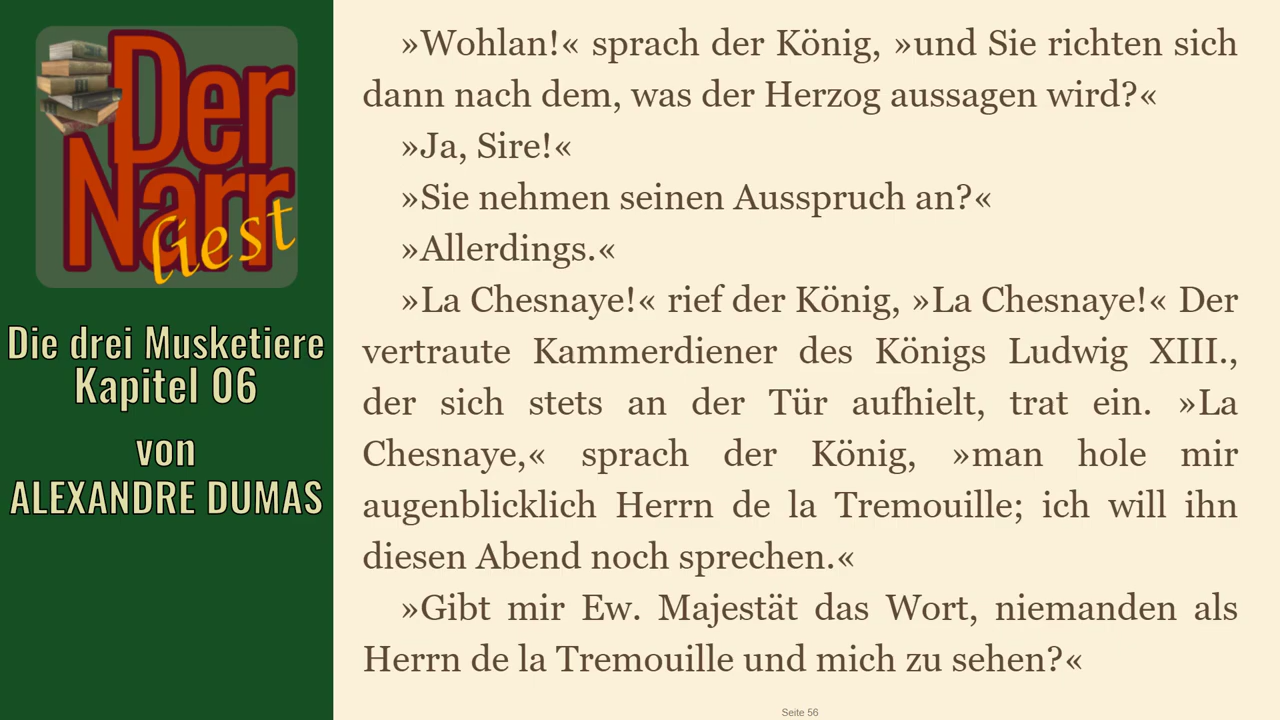 Der
Narr
liest
Die drei Musketiere
Kapitel 06
von
ALEXANDRE DUMAS
»Wohlan!« sprach der König, »und Sie richten sich
dann nach dem, was der Herzog aussagen wird?«
»Ja, Sire!«
»Sie nehmen seinen Ausspruch an?«
»Allerdings.«
»La Chesnaye!« rief der König, »La Chesnaye!« Der
vertraute Kammerdiener des Königs Ludwig XIII.,
der sich stets an der Tür aufhielt, trat ein. »La
Chesnaye,« sprach der König, »man hole mir
augenblicklich Herrn de la Tremouille; ich will ihn
diesen Abend noch sprechen.«
»Gibt mir Ew. Majestät das Wort, niemanden als
Herrn de la Tremouille und mich zu sehen?«
Seite 56